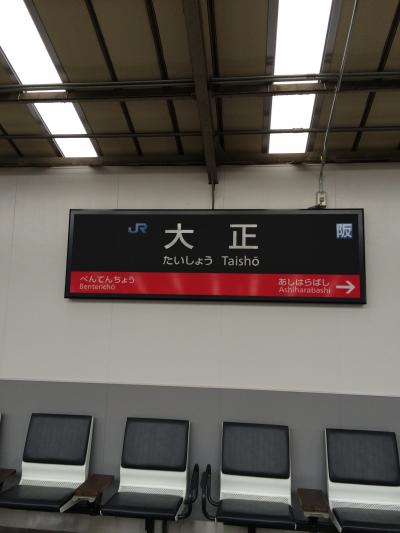 JR 大正 阪
たいしょう Taishō
べんてんちょう あしはらばし
Bentenchō Ashiharabashi →